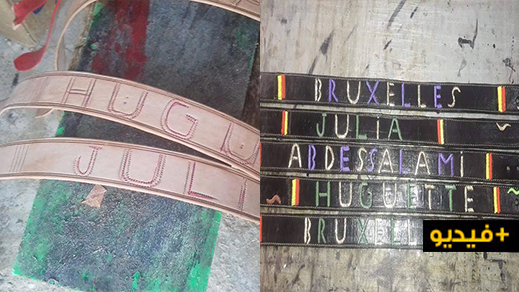 HUGU
JULI
BRUXELLES
JULIA
ABDESSALAMI
HUGUETTE
BRUXEL
+فيديو